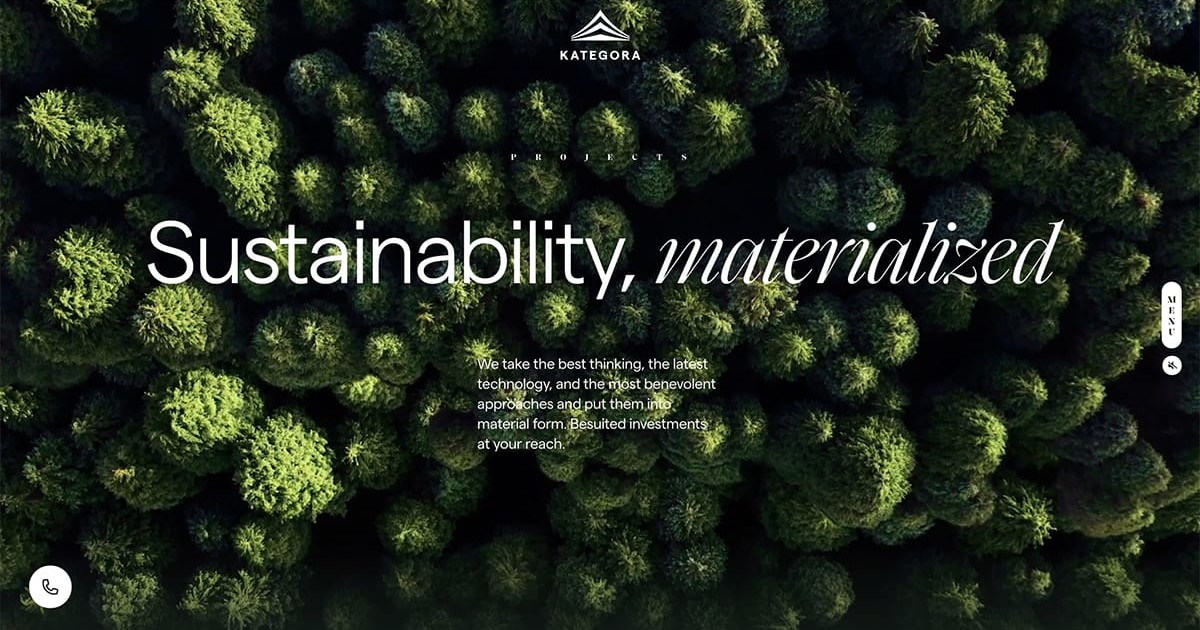 KATEGORA
PROJECTS
Sustainability, materialized
We take the best thinking, the latest
technology, and the most benevolent
approaches and put them into
material form. Besuited investments
at your reach.
MENU